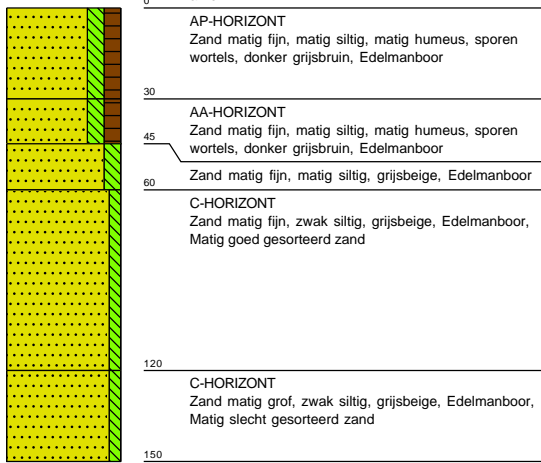 0
AP-HORIZONT
Zand matig fijn, matig siltig, matig humeus, sporen
wortels, donker grijsbruin, Edelmanboor
30
AA-HORIZONT
Zand matig fijn, matig siltig, matig humeus, sporen
wortels, donker grijsbruin, Edelmanboor
45
Zand matig fijn, matig siltig, grijsbeige, Edelmanboor
60
C-HORIZONT
Zand matig fijn, zwak siltig, grijsbeige, Edelmanboor,
Matig goed gesorteerd zand
120
C-HORIZONT
Zand matig grof, zwak siltig, grijsbeige, Edelmanboor,
Matig slecht gesorteerd zand
150